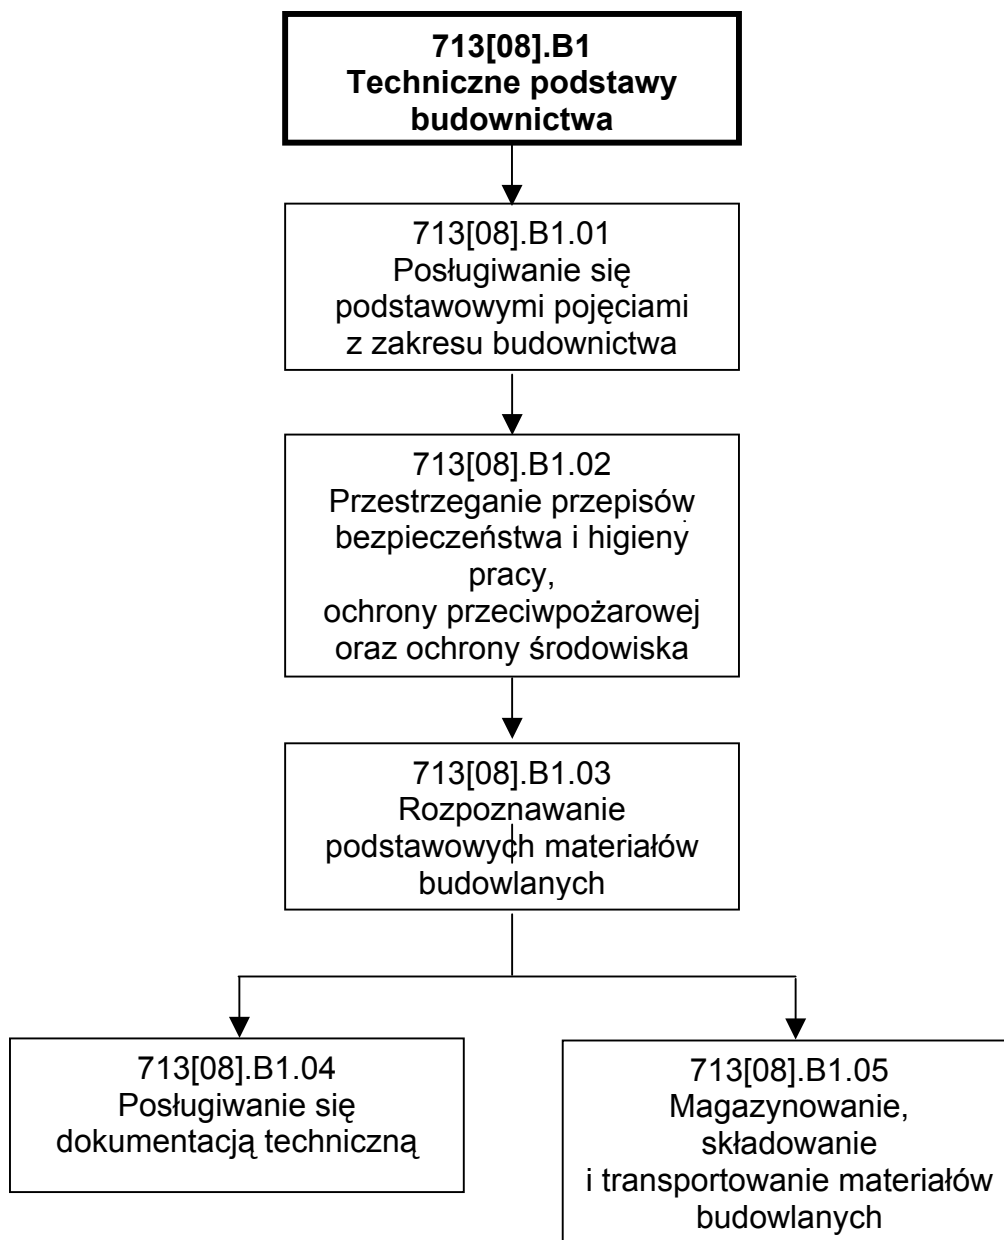 713[08].B1
Techniczne podstawy
budownictwa
713[08].B1.01
Posługiwanie się
podstawowymi pojęciami
z zakresu budownictwa
713[08].B1.02
Przestrzeganie przepisów
bezpieczeństwa i higieny
pracy,
ochrony przeciwpożarowej
oraz ochrony środowiska
713[08].B1.03
Rozpoznawanie
podstawowych materiałów
budowlanych
713[08].B1.04
Posługiwanie się
dokumentacją techniczną
713[08].B1.05
Magazynowanie,
składowanie
i transportowanie materiałów
budowlanych